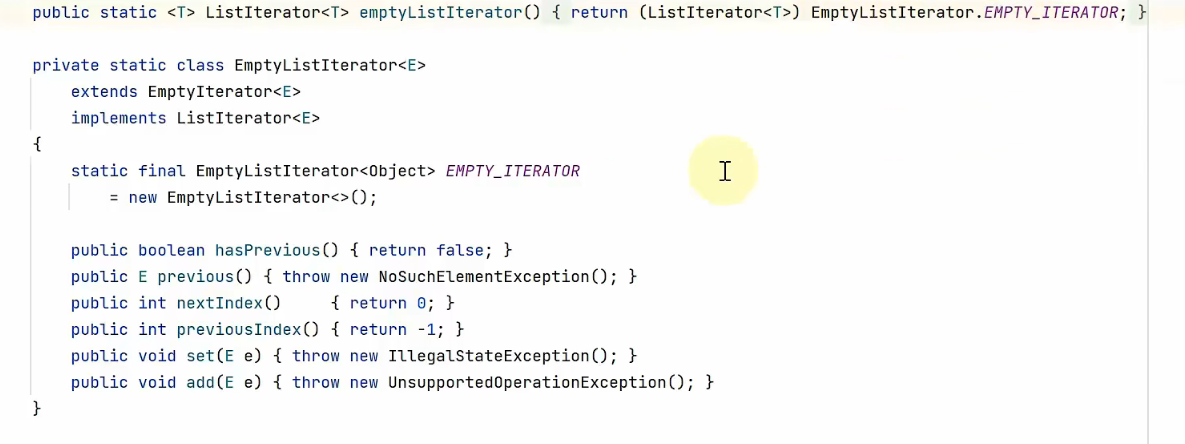 public static <T> ListIterator<T> emptyListIterator() { return (ListIterator<T>) EmptyListIterator.EMPTY_ITERATOR; }
private static class EmptyListIterator<E>
extends EmptyIterator<E>
implements ListIterator<E>
{
static final EmptyListIterator<Object> EMPTY_ITERATOR
= new EmptyListIterator<>();
public boolean hasPrevious() { return false; }
public E previous() { throw new NoSuchElementException(); }
public int nextIndex()     { return 0; }
public int previousIndex() { return -1; }
public void set(E e) { throw new IllegalStateException(); }
public void add(E e) { throw new UnsupportedOperationException(); }
}